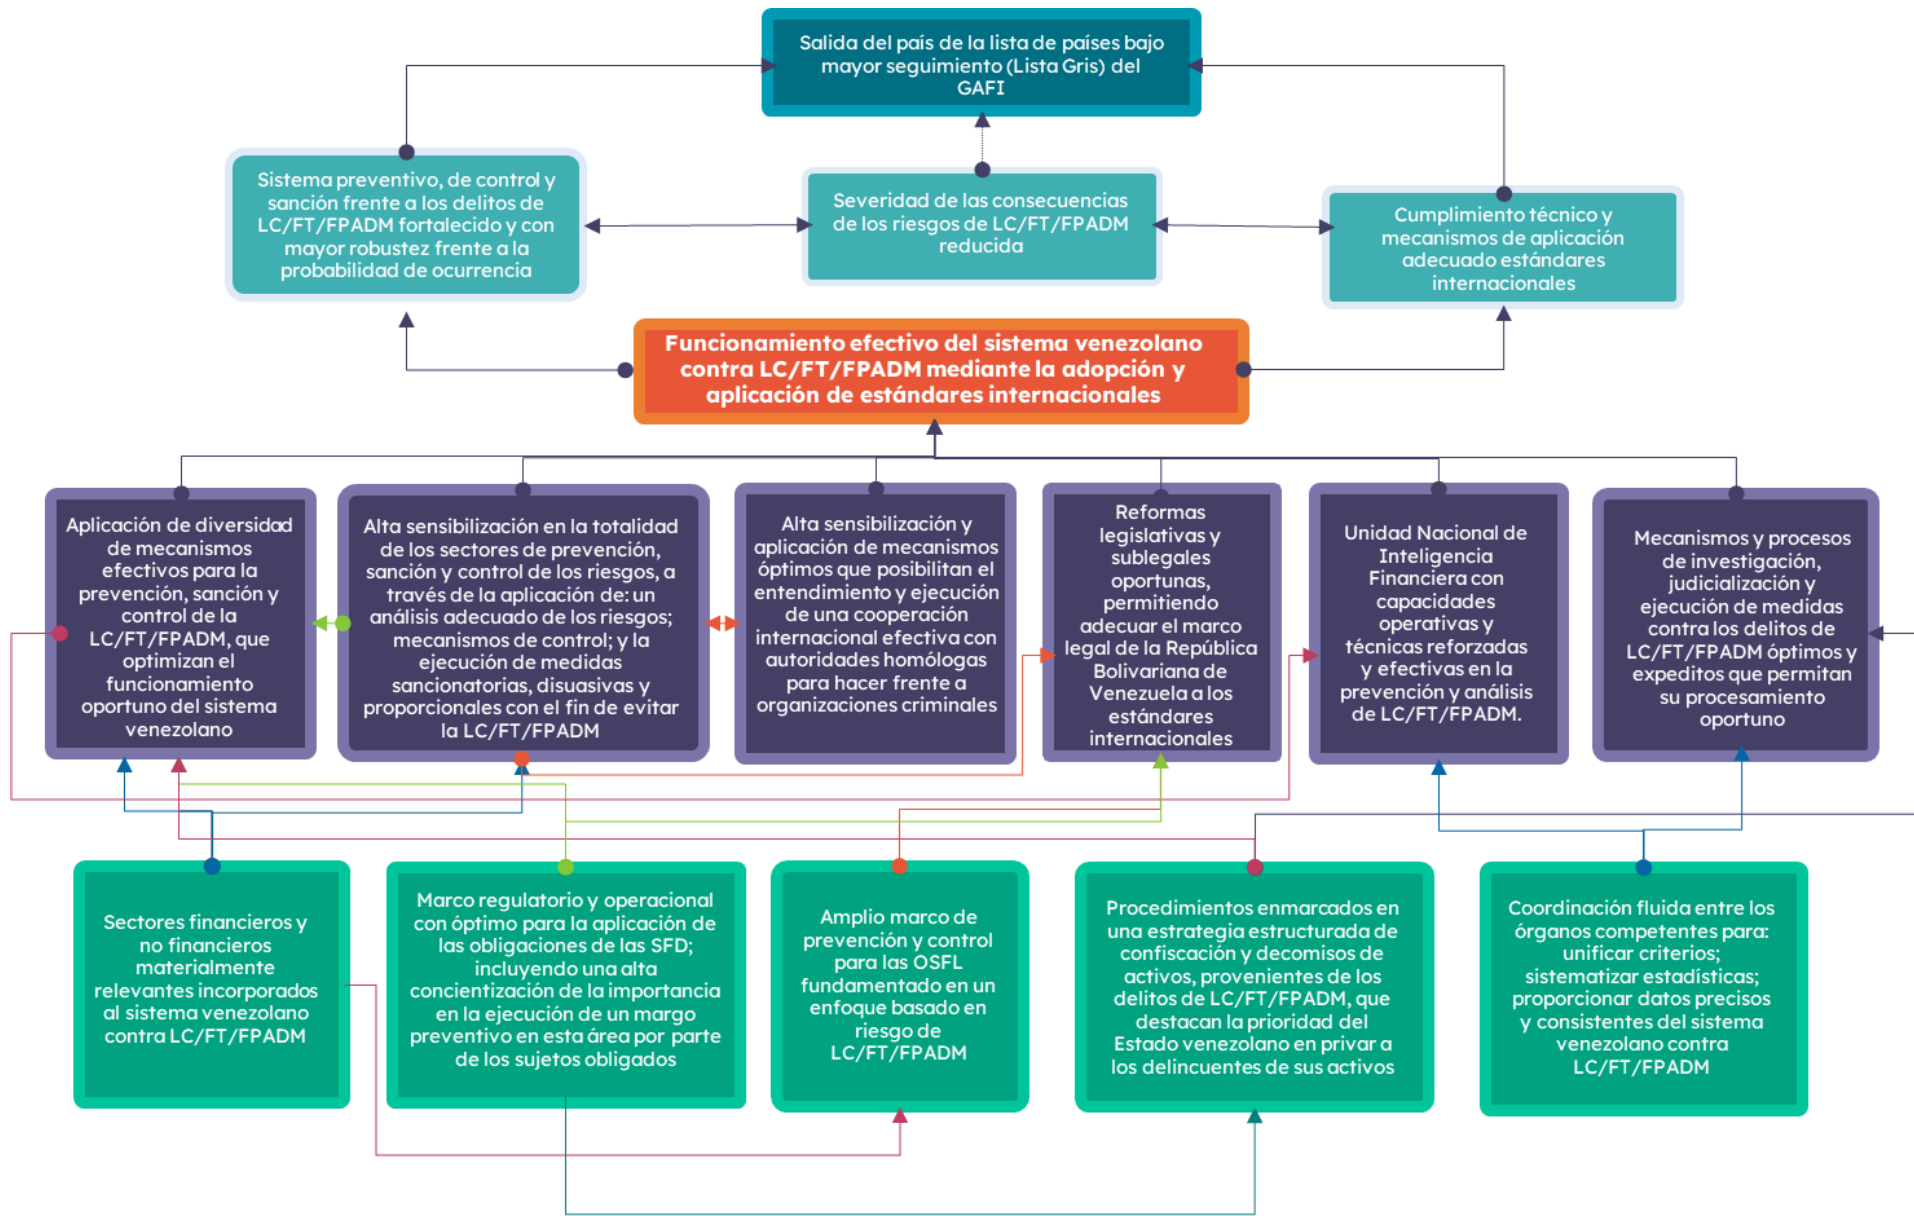 Salida del país de la lista de países bajo
mayor seguimiento (Lista Gris) del
GAFI
Sistema preventivo, de control y
sanción frente a los delitos de
LC/FT/FPADM fortalecido y con
mayor robustez frente a la
probabilidad de ocurrencia
Severidad de las consecuencias
de los riesgos de LC/FT/FPADM
reducida
Cumplimiento técnico y
mecanismos de aplicación
adecuado estándares
internacionales
Funcionamiento efectivo del sistema venezolano
contra LC/FT/FPADM mediante la adopción y
aplicación de estándares internacionales
Aplicación de diversidad
de mecanismos
efectivos para la
prevención, sanción y
control de la
LC/FT/FPADM, que
optimizan el
funcionamiento
oportuno del sistema
venezolano
Alta sensibilización en la totalidad
de los sectores de prevención,
sanción y control de los riesgos, a
través de la aplicación de: un
análisis adecuado de los riesgos;
mecanismos de control; y la
ejecución de medidas
sancionatorias, disuasivas y
proporcionales con el fin de evitar
la LC/FT/FPADM
Alta sensibilización y
aplicación de mecanismos
óptimos que posibilitan el
entendimiento y ejecución
de una cooperación
internacional efectiva con
autoridades homólogas
para hacer frente a
organizaciones criminales
Reformas
legislativas y
sublegales
oportunas,
permitiendo
adecuar el marco
legal de la República
Bolivariana de
Venezuela a los
estándares
internacionales
Unidad Nacional de
Inteligencia
Financiera con
capacidades
operativas y
técnicas reforzadas
y efectivas en la
prevención y análisis
de LC/FT/FPADM.
Mecanismos y procesos
de investigación,
judicialización y
ejecución de medidas
contra los delitos de
LC/FT/FPADM óptimos y
expeditos que permitan
su procesamiento
oportuno
Sectores financieros y
no financieros
materialmente
relevantes incorporados
al sistema venezolano
contra LC/FT/FPADM
Marco regulatorio y operacional
con óptimo para la aplicación de
las obligaciones de las SFD;
incluyendo una alta
concientización de la importancia
en la ejecución de un margo
preventivo en esta área por parte
de los sujetos obligados
Amplio marco de
prevención y control
para las OSFL
fundamentado en un
enfoque basado en
riesgo de
LC/FT/FPADM
Procedimientos enmarcados en
una estrategia estructurada de
confiscación y decomisos de
activos, provenientes de los
delitos de LC/FT/FPADM, que
destacan la prioridad del
Estado venezolano en privar a
los delincuentes de sus activos
Coordinación fluida entre los
órganos competentes para:
unificar criterios;
sistematizar estadísticas;
proporcionar datos precisos
y consistentes del sistema
venezolano contra
LC/FT/FPADM